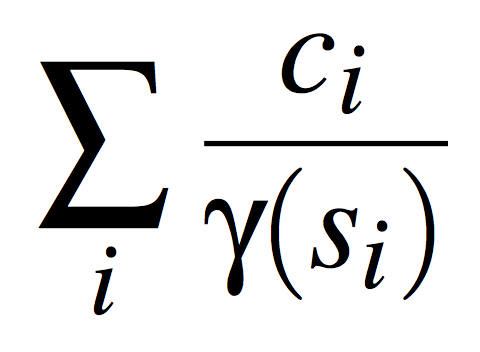 ∑_i c_i / γ(s_i)